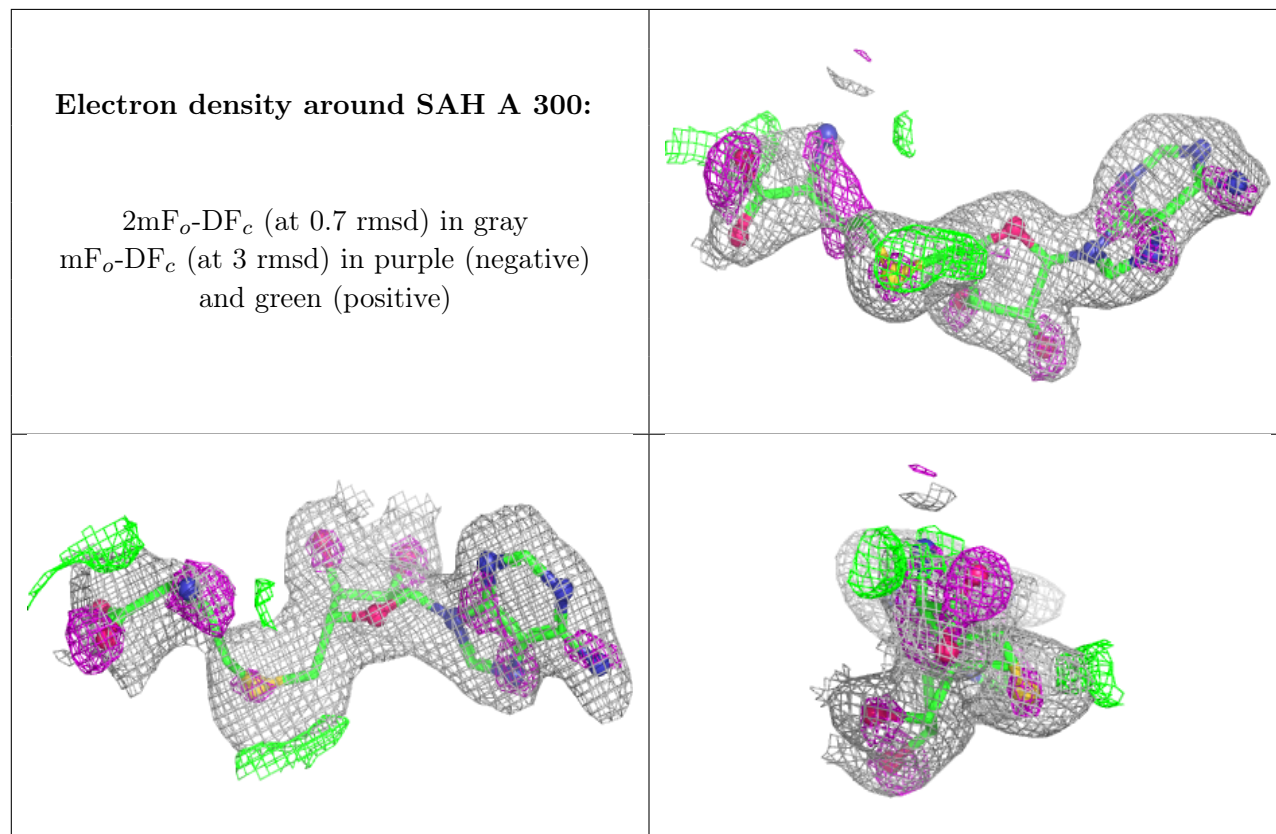 Electron density around SAH A 300:
2mFo-DFc (at 0.7 rmsd) in gray
mFo-DFc (at 3 rmsd) in purple (negative)
and green (positive)